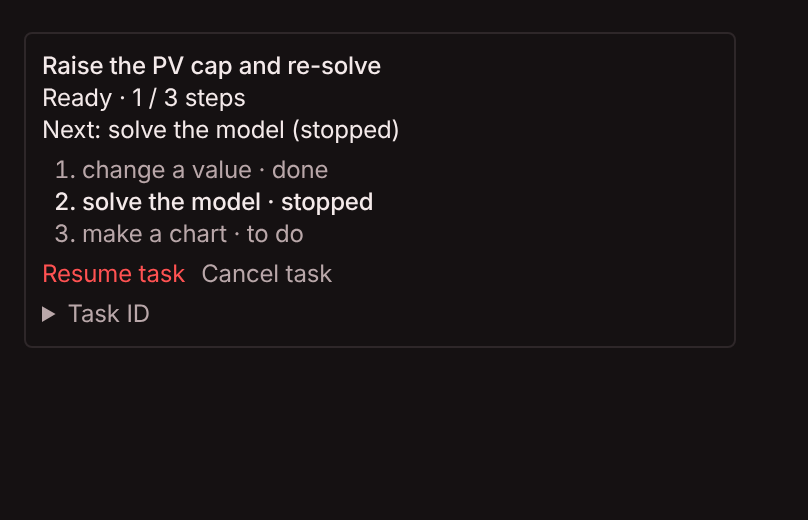 Raise the PV cap and re-solve
Ready · 1 / 3 steps
Next: solve the model (stopped)
1. change a value · done
2. solve the model · stopped
3. make a chart · to do
Resume task Cancel task
▶ Task ID